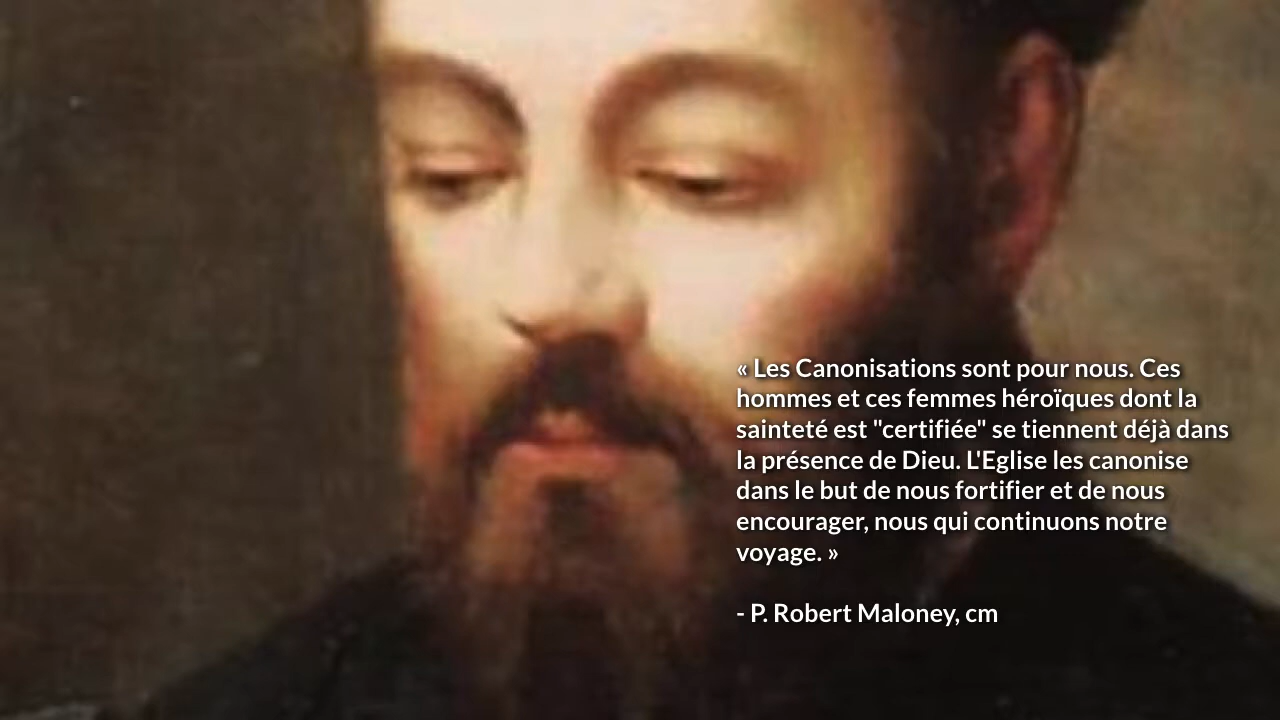 « Les Canonisations sont pour nous. Ces
hommes et ces femmes héroïques dont la
sainteté est "certifiée" se tiennent déjà dans
la présence de Dieu. L'Eglise les canonise
dans le but de nous fortifier et de nous
encourager, nous qui continuons notre
voyage. »
- P. Robert Maloney, cm